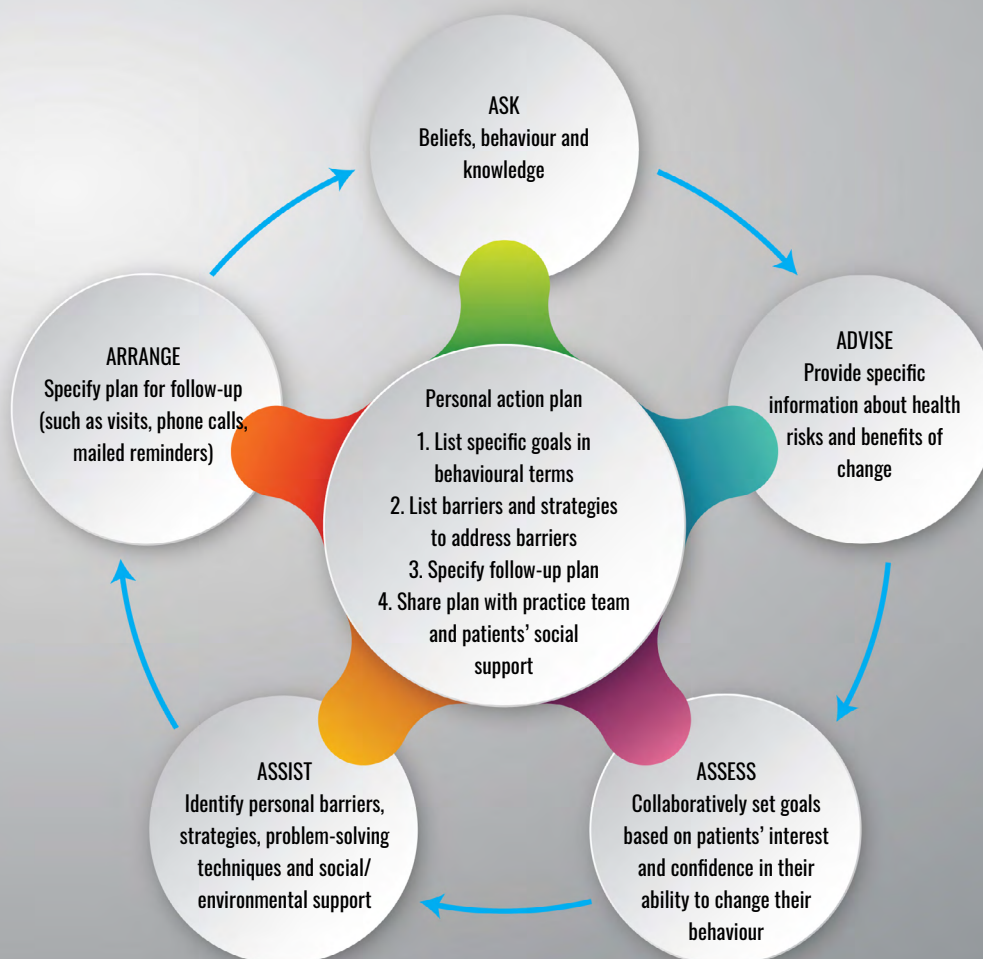 ASK
Beliefs, behaviour and
knowledge
ADVISE
Provide specific
information about health
risks and benefits of
change
ASSESS
Collaboratively set goals
based on patients’ interest
and confidence in their
ability to change their
behaviour
ASSIST
Identify personal barriers,
strategies, problem-solving
techniques and social/
environmental support
ARRANGE
Specify plan for follow-up
(such as visits, phone calls,
mailed reminders)
Personal action plan
1. List specific goals in
behavioural terms
2. List barriers and strategies
to address barriers
3. Specify follow-up plan
4. Share plan with practice team
and patients’ social
support